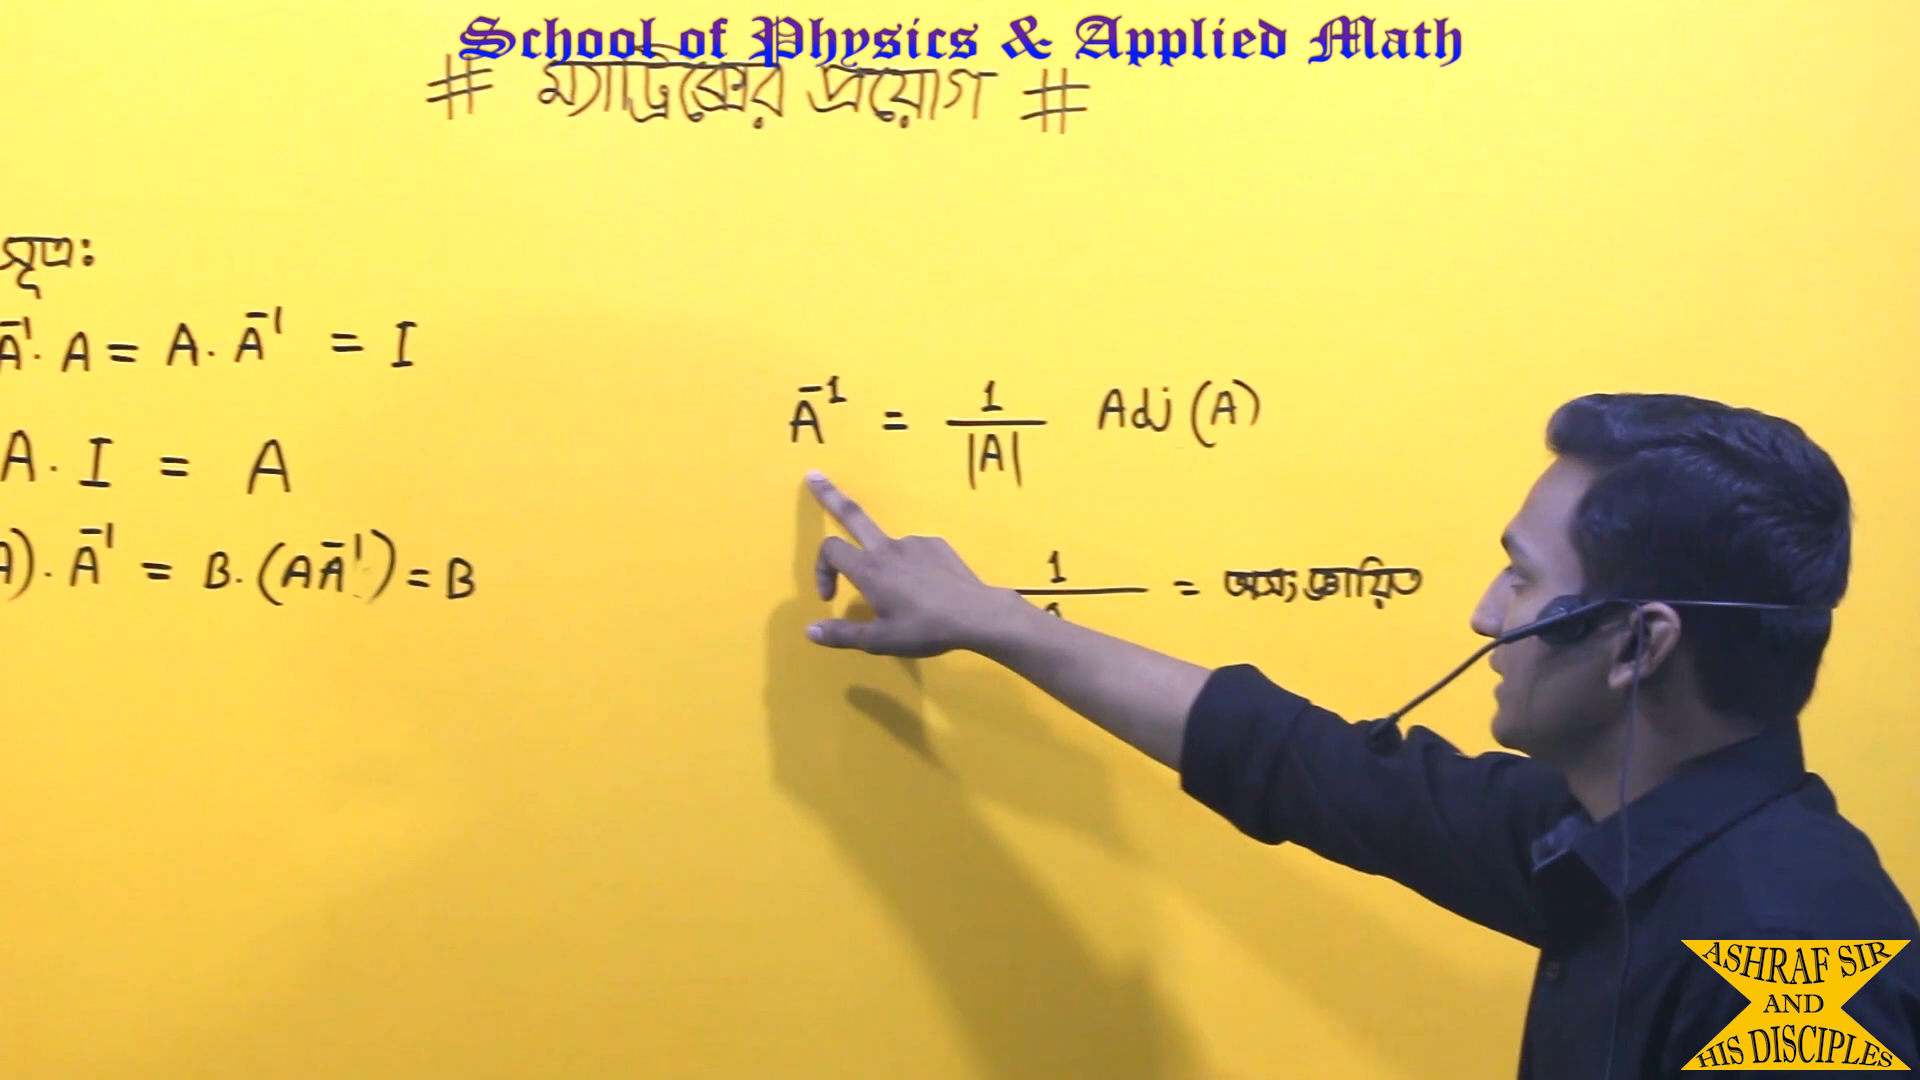 School of Physics & Applied Math
# ম্যাট্রিক্সের প্রয়োগ #
সূত্র:
A⁻¹. A = A. A⁻¹ = I
A . I = A
A). A⁻¹ = B. (AA⁻¹) = B
A⁻¹ = 1/|A| Adj (A)
1/0 = অসংজ্ঞায়িত
ASHRAF SIR
AND
HIS DISCIPLES